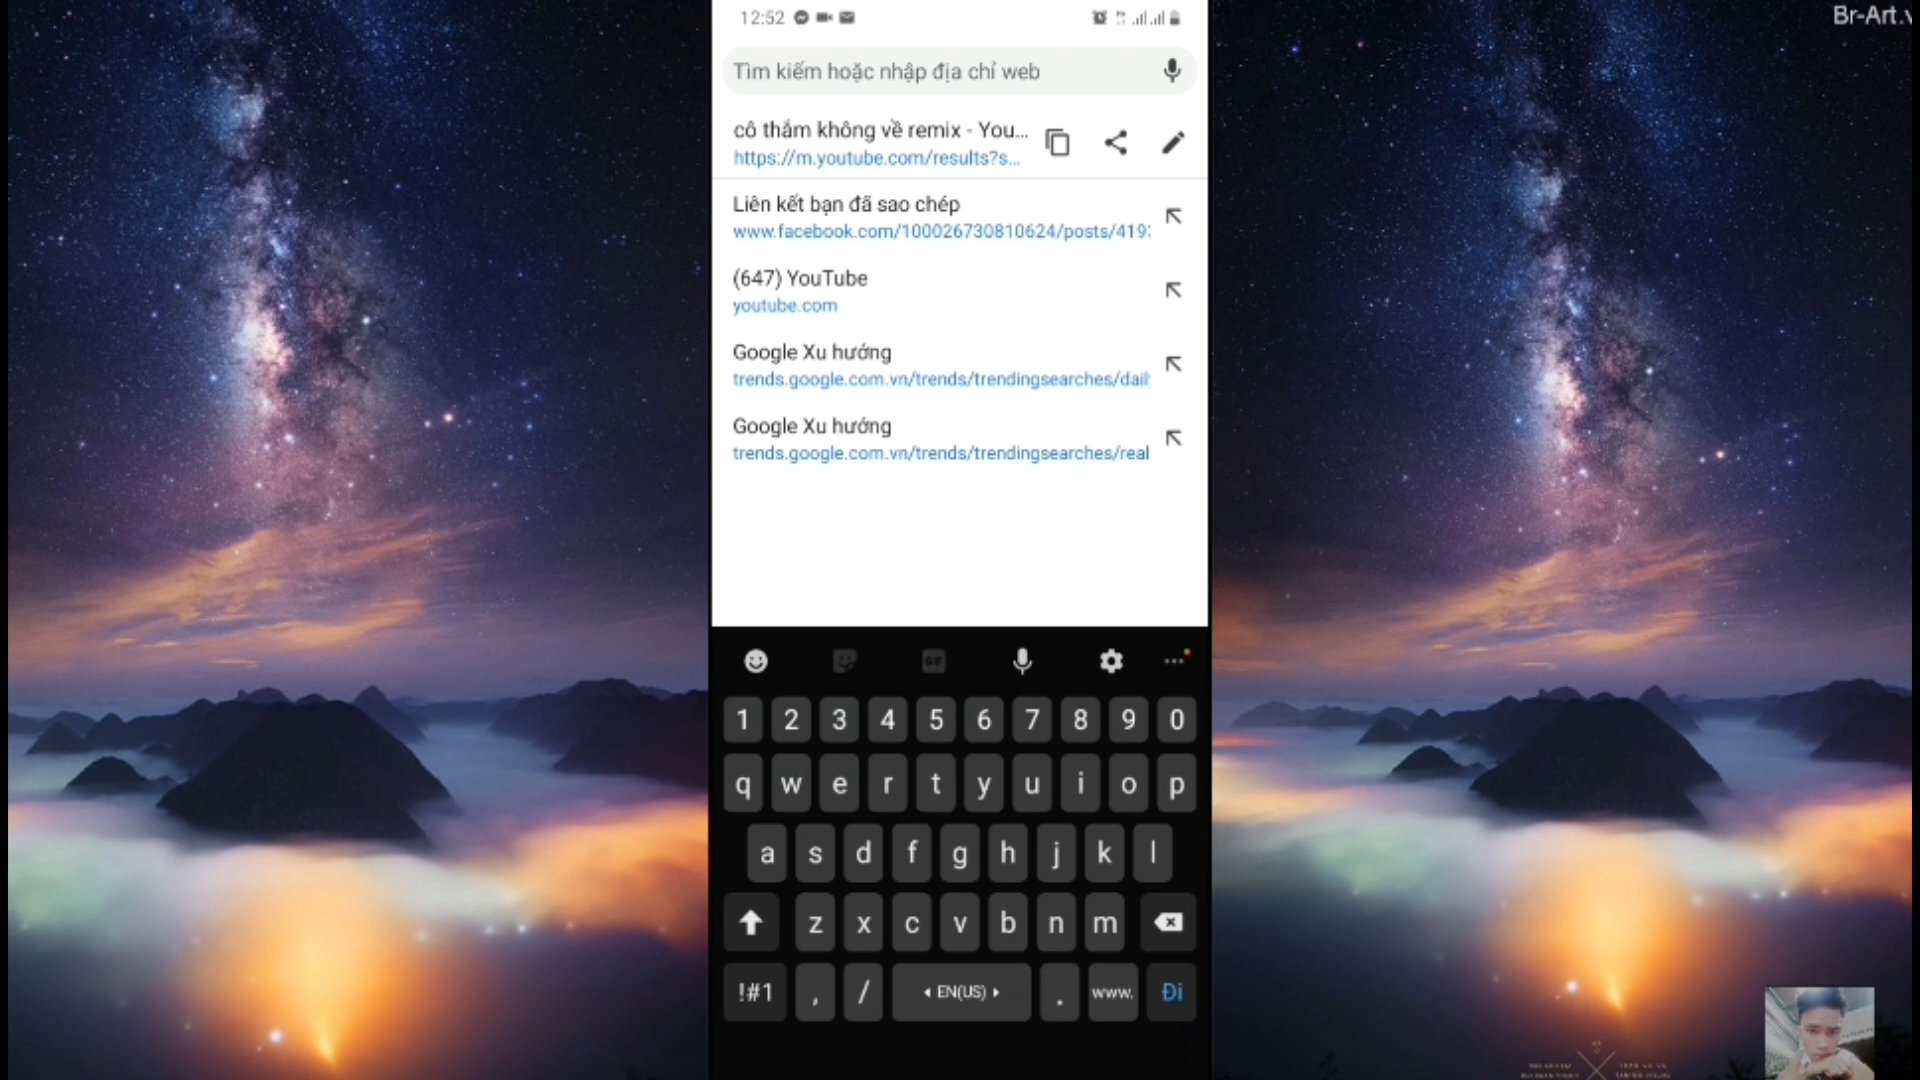 Br-Art.v
12:52
Tìm kiếm hoặc nhập địa chỉ web
cô thắm không về remix - You...
https://m.youtube.com/results?s...
Liên kết bạn đã sao chép
www.facebook.com/100026730810624/posts/419
(647) YouTube
youtube.com
Google Xu hướng
trends.google.com.vn/trends/trendingsearches/dail
Google Xu hướng
trends.google.com.vn/trends/trendingsearches/real
GIF
1 2 3 4 5 6 7 8 9 0
q w e r t y u i o p
a s d f g h j k l
z x c v b n m
!#1 , / EN(US) . www. Đi